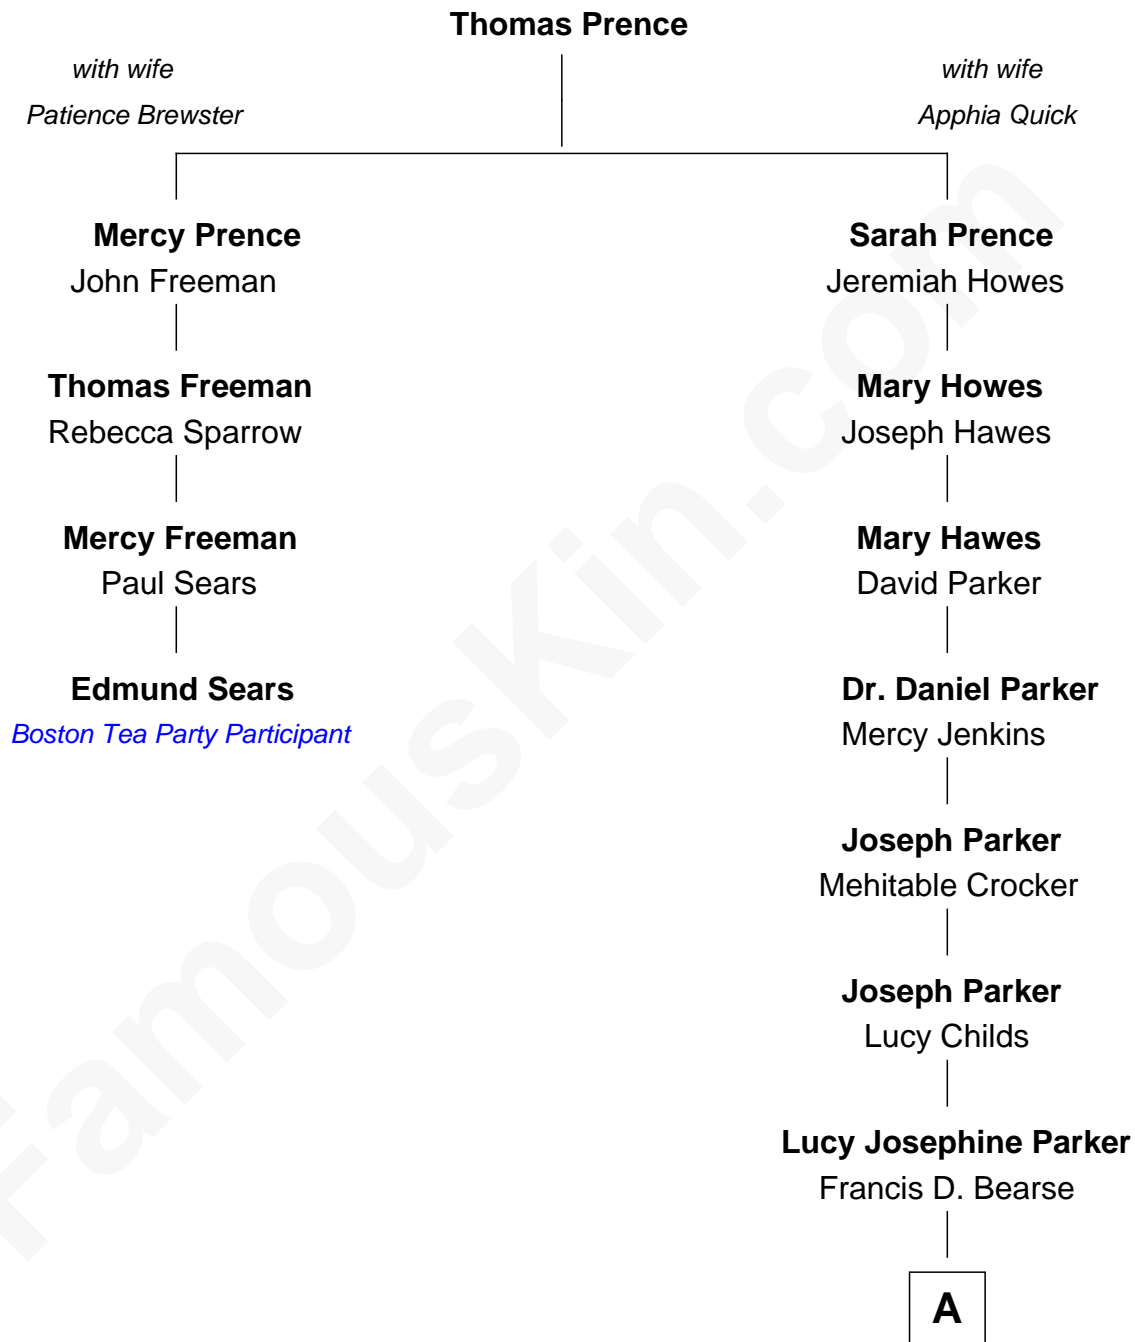 Thomas Prence
with wife
Patience Brewster
with wife
Apphia Quick
Mercy Prence
John Freeman
Sarah Prence
Jeremiah Howes
Thomas Freeman
Rebecca Sparrow
Mary Howes
Joseph Hawes
Mercy Freeman
Paul Sears
Mary Hawes
David Parker
Edmund Sears
Boston Tea Party Participant
Dr. Daniel Parker
Mercy Jenkins
Joseph Parker
Mehitable Crocker
Joseph Parker
Lucy Childs
Lucy Josephine Parker
Francis D. Bearse
A
FamousKin.com